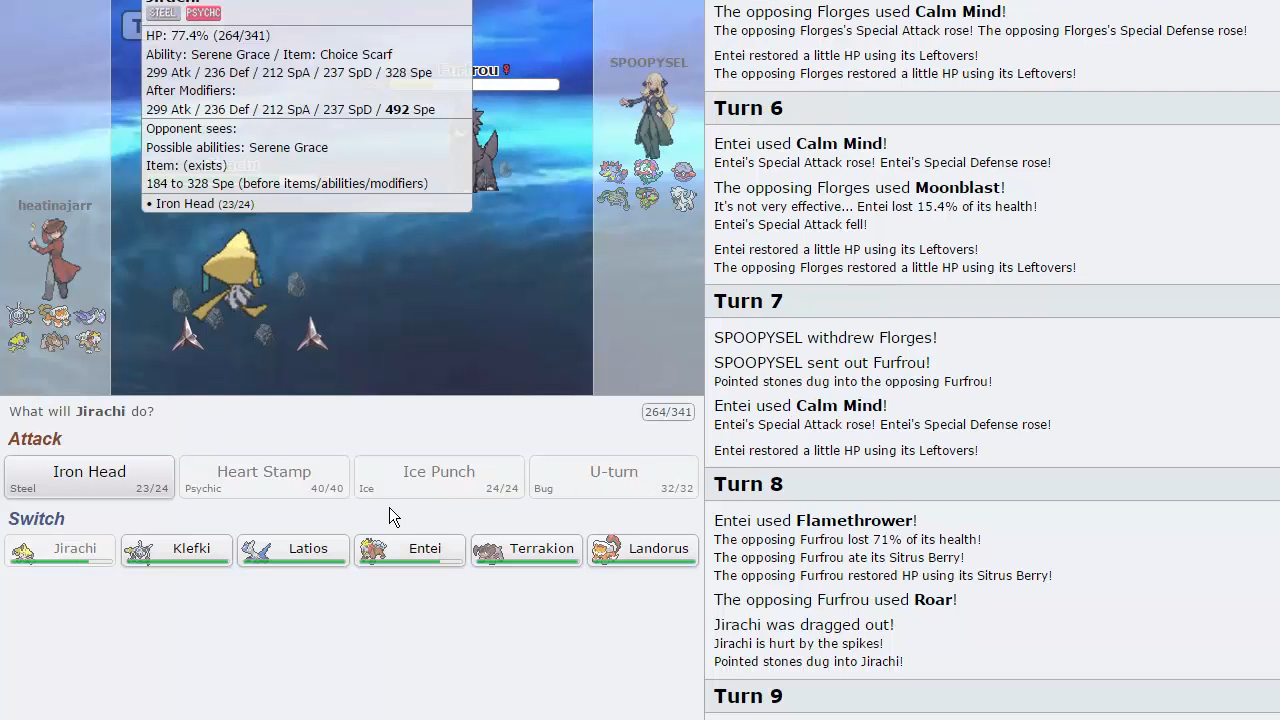 STEEL PSYCHC
HP: 77.4% (264/341)
Ability: Serene Grace / Item: Choice Scarf
299 Atk / 236 Def / 212 SpA / 237 SpD / 328 Spe
After Modifiers:
299 Atk / 236 Def / 212 SpA / 237 SpD / 492 Spe
Opponent sees:
Possible abilities: Serene Grace
Item: (exists)
184 to 328 Spe (before items/abilities/modifiers)
• Iron Head (23/24)
SPOOPYSEL
heatinajarr
What will Jirachi do?
264/341
Attack
Iron Head
Steel 23/24
Heart Stamp
Psychic 40/40
Ice Punch
Ice 24/24
U-turn
Bug 32/32
Switch
Jirachi
Klefki
Latios
Entei
Terrakion
Landorus
The opposing Florges used Calm Mind!
The opposing Florges's Special Attack rose! The opposing Florges's Special Defense rose!
Entei restored a little HP using its Leftovers!
The opposing Florges restored a little HP using its Leftovers!
Turn 6
Entei used Calm Mind!
Entei's Special Attack rose! Entei's Special Defense rose!
The opposing Florges used Moonblast!
It's not very effective... Entei lost 15.4% of its health!
Entei's Special Attack fell!
Entei restored a little HP using its Leftovers!
The opposing Florges restored a little HP using its Leftovers!
Turn 7
SPOOPYSEL withdrew Florges!
SPOOPYSEL sent out Furfrou!
Pointed stones dug into the opposing Furfrou!
Entei used Calm Mind!
Entei's Special Attack rose! Entei's Special Defense rose!
Entei restored a little HP using its Leftovers!
Turn 8
Entei used Flamethrower!
The opposing Furfrou lost 71% of its health!
The opposing Furfrou ate its Sitrus Berry!
The opposing Furfrou restored HP using its Sitrus Berry!
The opposing Furfrou used Roar!
Jirachi was dragged out!
Jirachi is hurt by the spikes!
Pointed stones dug into Jirachi!
Turn 9